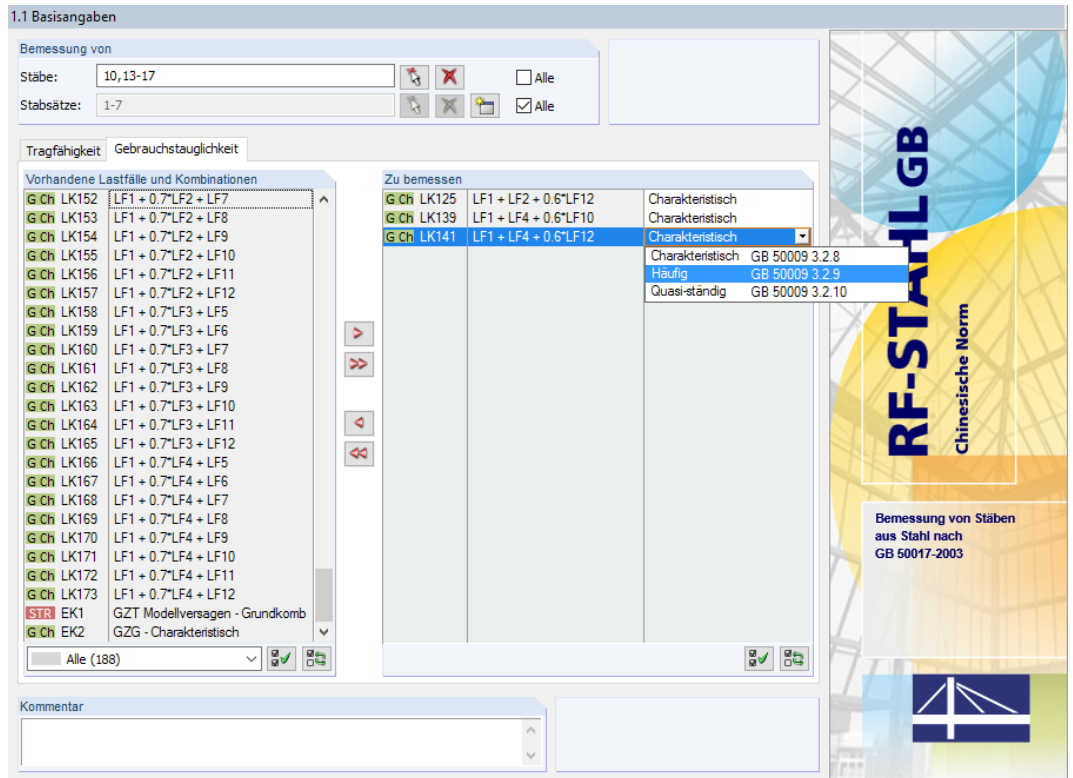 1.1 Basisangaben
Bemessung von
Stäbe: 10,13-17 Alle
Stabsätze: 1-7 Alle
Tragfähigkeit Gebrauchstauglichkeit
Vorhandene Lastfälle und Kombinationen
G Ch LK152 LF1 + 0.7*LF2 + LF7
G Ch LK153 LF1 + 0.7*LF2 + LF8
G Ch LK154 LF1 + 0.7*LF2 + LF9
G Ch LK155 LF1 + 0.7*LF2 + LF10
G Ch LK156 LF1 + 0.7*LF2 + LF11
G Ch LK157 LF1 + 0.7*LF2 + LF12
G Ch LK158 LF1 + 0.7*LF3 + LF5
G Ch LK159 LF1 + 0.7*LF3 + LF6
G Ch LK160 LF1 + 0.7*LF3 + LF7
G Ch LK161 LF1 + 0.7*LF3 + LF8
G Ch LK162 LF1 + 0.7*LF3 + LF9
G Ch LK163 LF1 + 0.7*LF3 + LF10
G Ch LK164 LF1 + 0.7*LF3 + LF11
G Ch LK165 LF1 + 0.7*LF3 + LF12
G Ch LK166 LF1 + 0.7*LF4 + LF5
G Ch LK167 LF1 + 0.7*LF4 + LF6
G Ch LK168 LF1 + 0.7*LF4 + LF7
G Ch LK169 LF1 + 0.7*LF4 + LF8
G Ch LK170 LF1 + 0.7*LF4 + LF9
G Ch LK171 LF1 + 0.7*LF4 + LF10
G Ch LK172 LF1 + 0.7*LF4 + LF11
G Ch LK173 LF1 + 0.7*LF4 + LF12
STR EK1 GZT Modellversagen - Grundkomb
G Ch EK2 GZG - Charakteristisch
Alle (188)
Zu bemessen
G Ch LK125 LF1 + LF2 + 0.6*LF12 Charakteristisch
G Ch LK139 LF1 + LF4 + 0.6*LF10 Charakteristisch
G Ch LK141 LF1 + LF4 + 0.6*LF12 Charakteristisch
Charakteristisch GB 50009 3.2.8
Häufig GB 50009 3.2.9
Quasi-ständig GB 50009 3.2.10
Kommentar
RF-STAHL GB
Chinesische Norm
Bemessung von Stäben
aus Stahl nach
GB 50017-2003